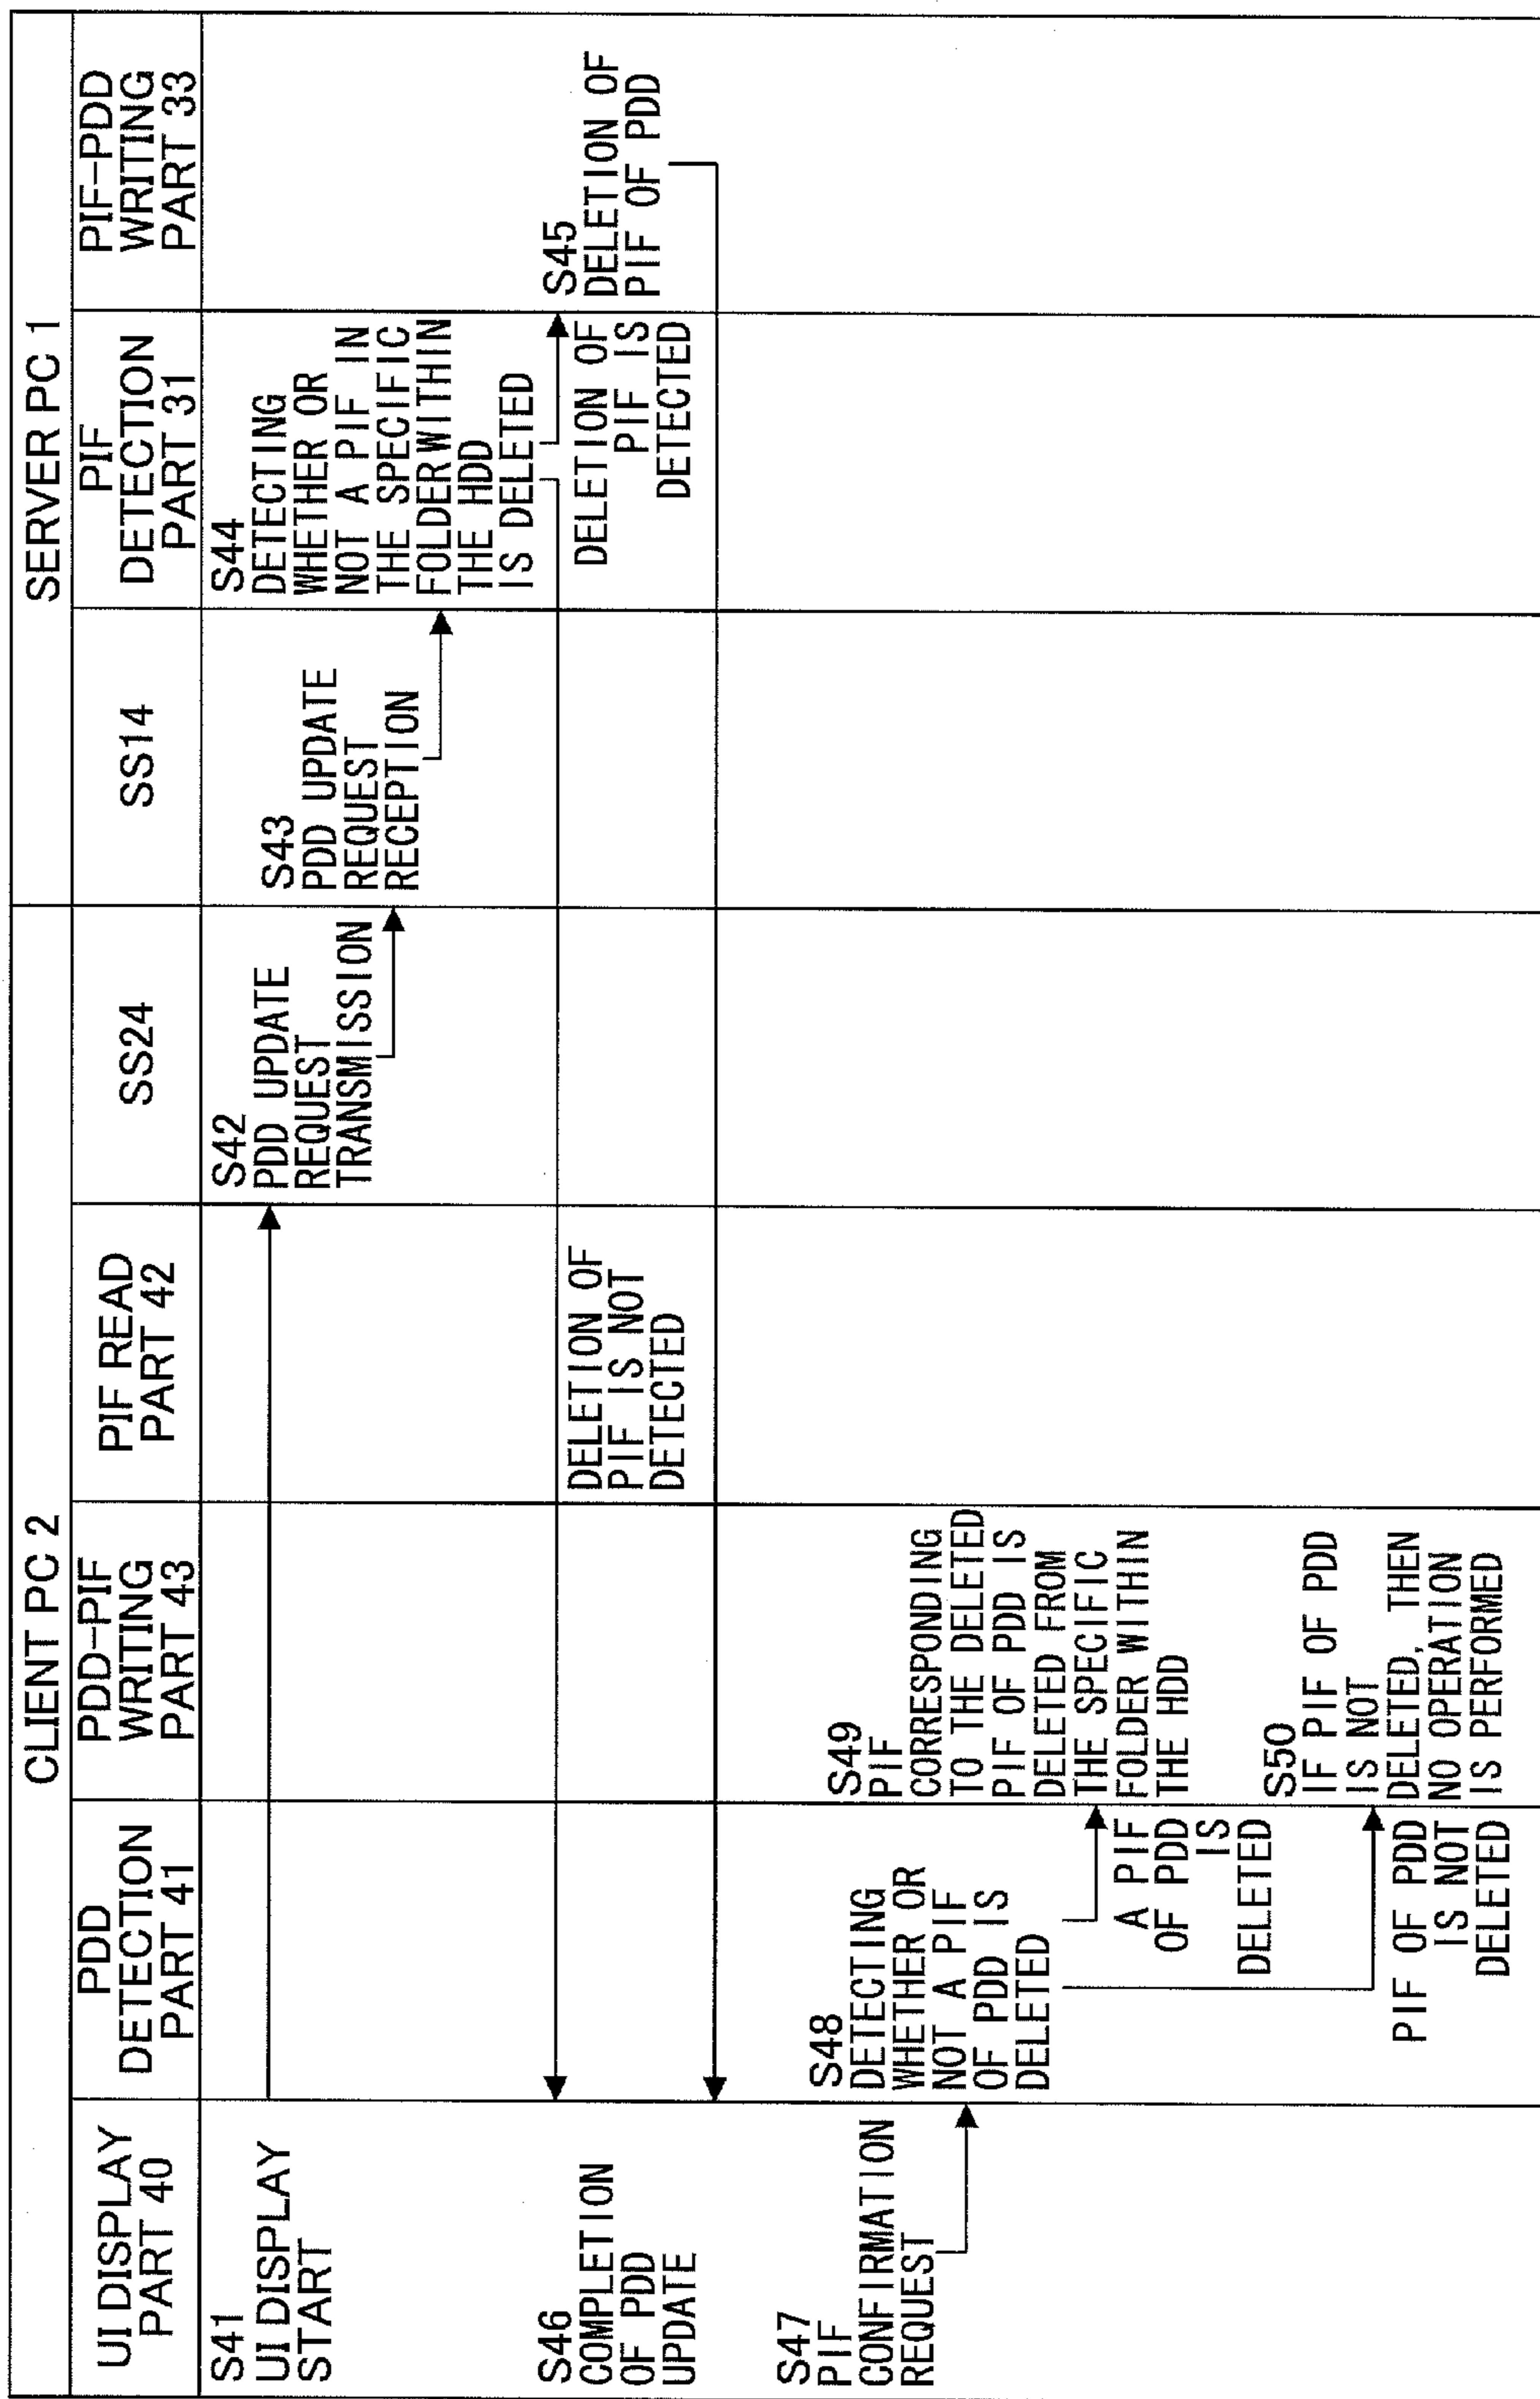 CLIENT PC 2
SERVER PC 1
UI DISPLAY
PART 40
PDD
DETECTION
PART 41
PDD-PIF
WRITING
PART 43
PIF READ
PART 42
SS24
SS14
PIF
DETECTION
PART 31
PIF-PDD
WRITING
PART 33
S41
UI DISPLAY
START
S42
PDD UPDATE
REQUEST
TRANSMISSION
S43
PDD UPDATE
REQUEST
RECEPTION
S44
DETECTING
WHETHER OR
NOT A PIF IN
THE SPECIFIC
FOLDERWITHIN
THE HDD
IS DELETED
DELETION OF
PIF IS
DETECTED
S45
DELETION OF
PIF OF PDD
DELETION OF
PIF IS NOT
DETECTED
S46
COMPLETION
OF PDD
UPDATE
S47
PIF
CONFIRMATION
REQUEST
S48
DETECTING
WHETHER OR
NOT A PIF
OF PDD IS
DELETED
A PIF
OF PDD
IS
DELETED
PIF OF PDD
IS NOT
DELETED
S49
PIF
CORRESPONDING
TO THE DELETED
PIF OF PDD IS
DELETED FROM
THE SPECIFIC
FOLDER WITHIN
THE HDD
S50
IF PIF OF PDD
IS NOT
DELETED, THEN
NO OPERATION
IS PERFORMED